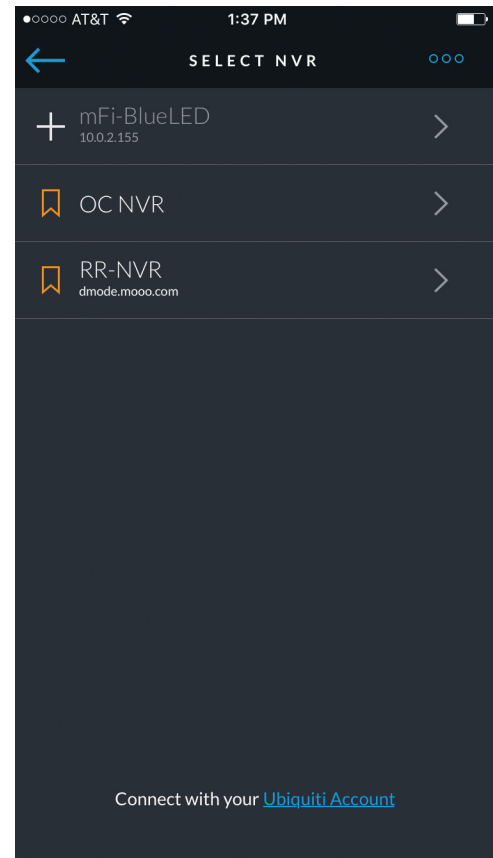 AT&T 1:37 PM
SELECT NVR
mFi-BlueLED
10.0.2.155
OC NVR
RR-NVR
dmode.mooo.com
Connect with your Ubiquiti Account